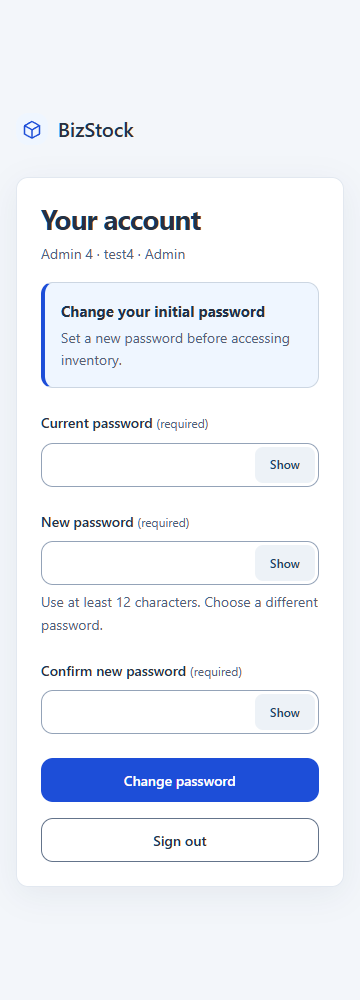 BizStock
Your account
Admin 4 · test4 · Admin
Change your initial password
Set a new password before accessing
inventory.
Current password (required)
Show
New password (required)
Show
Use at least 12 characters. Choose a different
password.
Confirm new password (required)
Show
Change password
Sign out